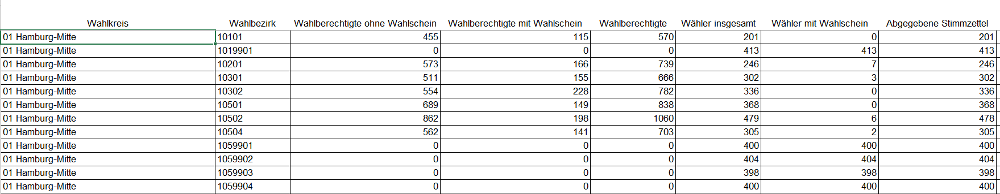 Wahlkreis Wahlbezirk Wahlberechtigte ohne Wahlschein Wahlberechtigte mit Wahlschein Wahlberechtigte Wähler insgesamt Wähler mit Wahlschein Abgegebene Stimmzettel
01 Hamburg-Mitte 10101 455 115 570 201 0 201
01 Hamburg-Mitte 1019901 0 0 0 413 413 413
01 Hamburg-Mitte 10201 573 166 739 246 7 246
01 Hamburg-Mitte 10301 511 155 666 302 3 302
01 Hamburg-Mitte 10302 554 228 782 336 0 336
01 Hamburg-Mitte 10501 689 149 838 368 0 368
01 Hamburg-Mitte 10502 862 198 1060 479 6 478
01 Hamburg-Mitte 10504 562 141 703 305 2 305
01 Hamburg-Mitte 1059901 0 0 0 400 400 400
01 Hamburg-Mitte 1059902 0 0 0 404 404 404
01 Hamburg-Mitte 1059903 0 0 0 398 398 398
01 Hamburg-Mitte 1059904 0 0 0 400 400 400